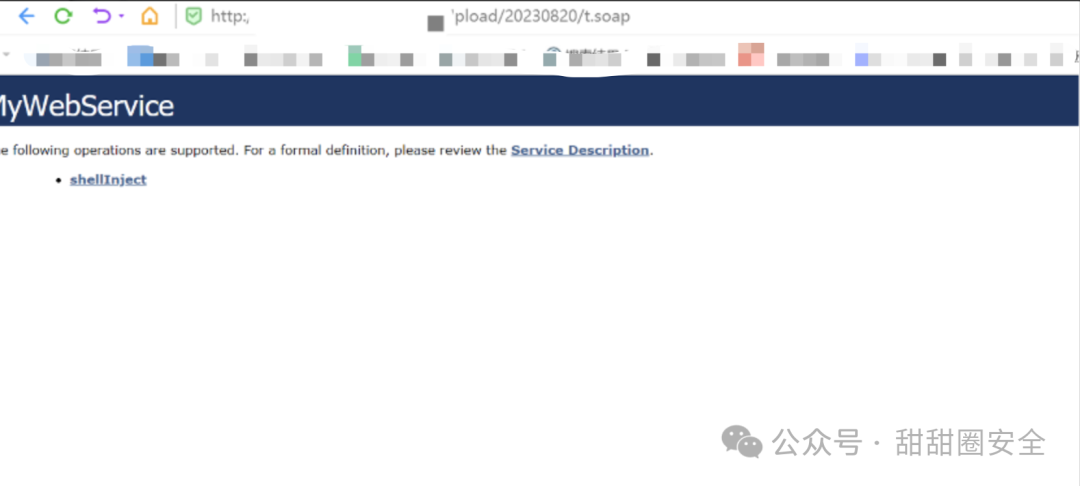 http:/ 'pload/20230820/t.soap
MyWebService
e following operations are supported. For a formal definition, please review the Service Description.
shellInject
公众号 · 甜甜圈安全